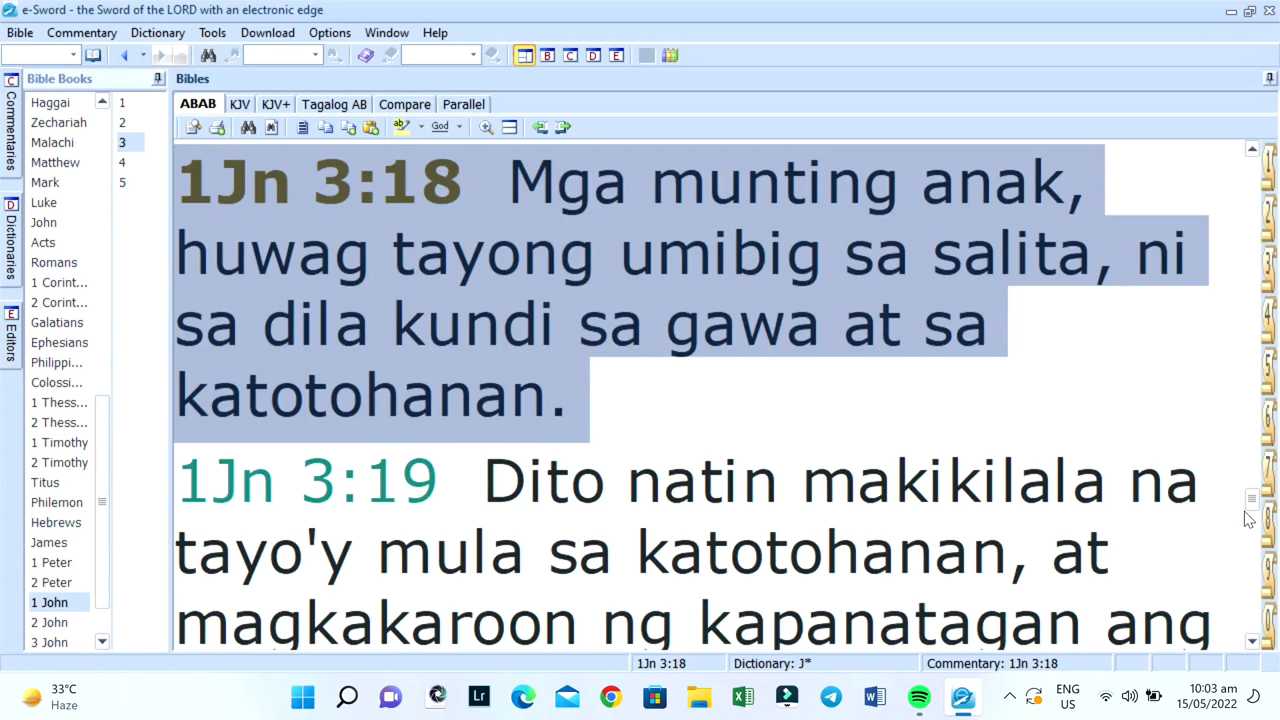 e-Sword - the Sword of the LORD with an electronic edge
Bible Commentary Dictionary Tools Download Options Window Help
Bible Books
Bibles
ABAB KJV KJV+ Tagalog AB Compare Parallel
God
Commentaries
Dictionaries
Editors
Haggai 1
Zechariah 2
Malachi 3
Matthew 4
Mark 5
Luke
John
Acts
Romans
1 Corint...
2 Corint...
Galatians
Ephesians
Philippi...
Colossi...
1 Thess...
2 Thess...
1 Timothy
2 Timothy
Titus
Philemon
Hebrews
James
1 Peter
2 Peter
1 John
2 John
3 John
1Jn 3:18 Mga munting anak,
huwag tayong umibig sa salita, ni
sa dila kundi sa gawa at sa
katotohanan.
1Jn 3:19 Dito natin makikilala na
tayo'y mula sa katotohanan, at
magkakaroon ng kapanatagan ang
1Jn 3:18 Dictionary: J* Commentary: 1Jn 3:18
33°C
Haze
Lr
ENG
US
10:03 am
15/05/2022